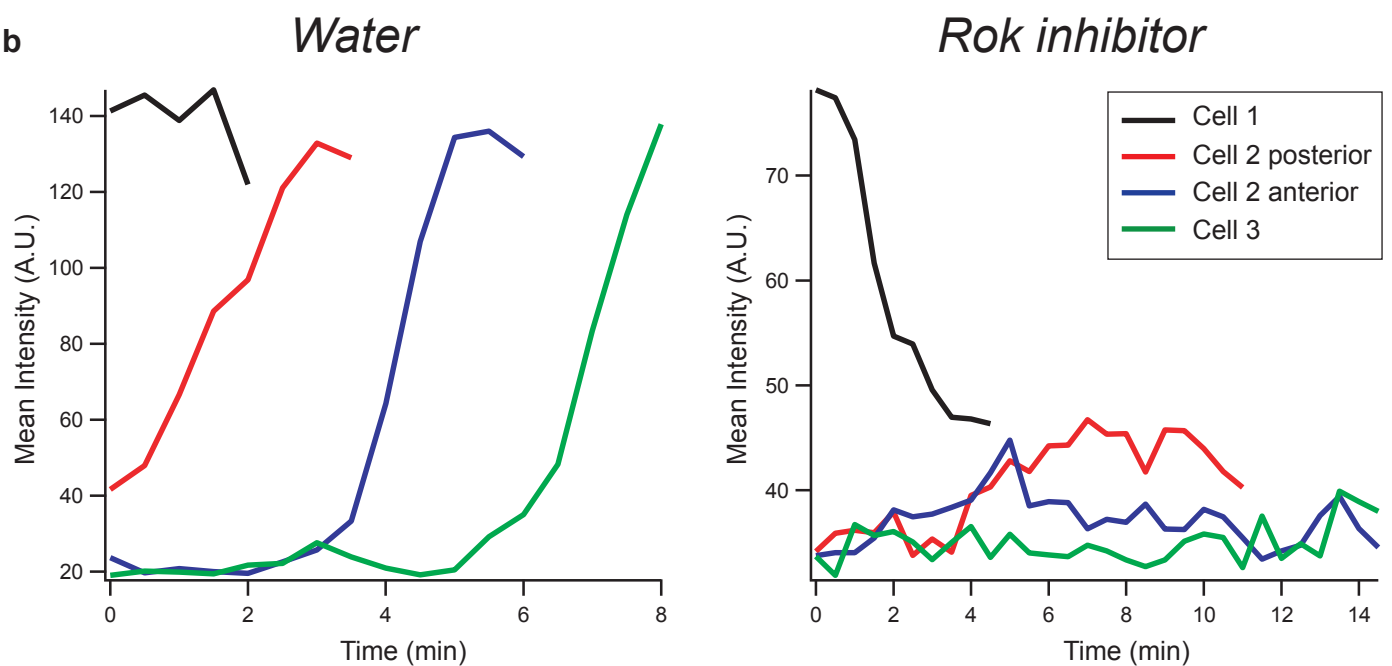 b
Water
Mean Intensity (A.U.)
140
120
100
80
60
40
20
0
2
4
6
8
Time (min)
Rok inhibitor
Mean Intensity (A.U.)
70
60
50
40
0
2
4
6
8
10
12
14
Time (min)
Cell 1
Cell 2 posterior
Cell 2 anterior
Cell 3